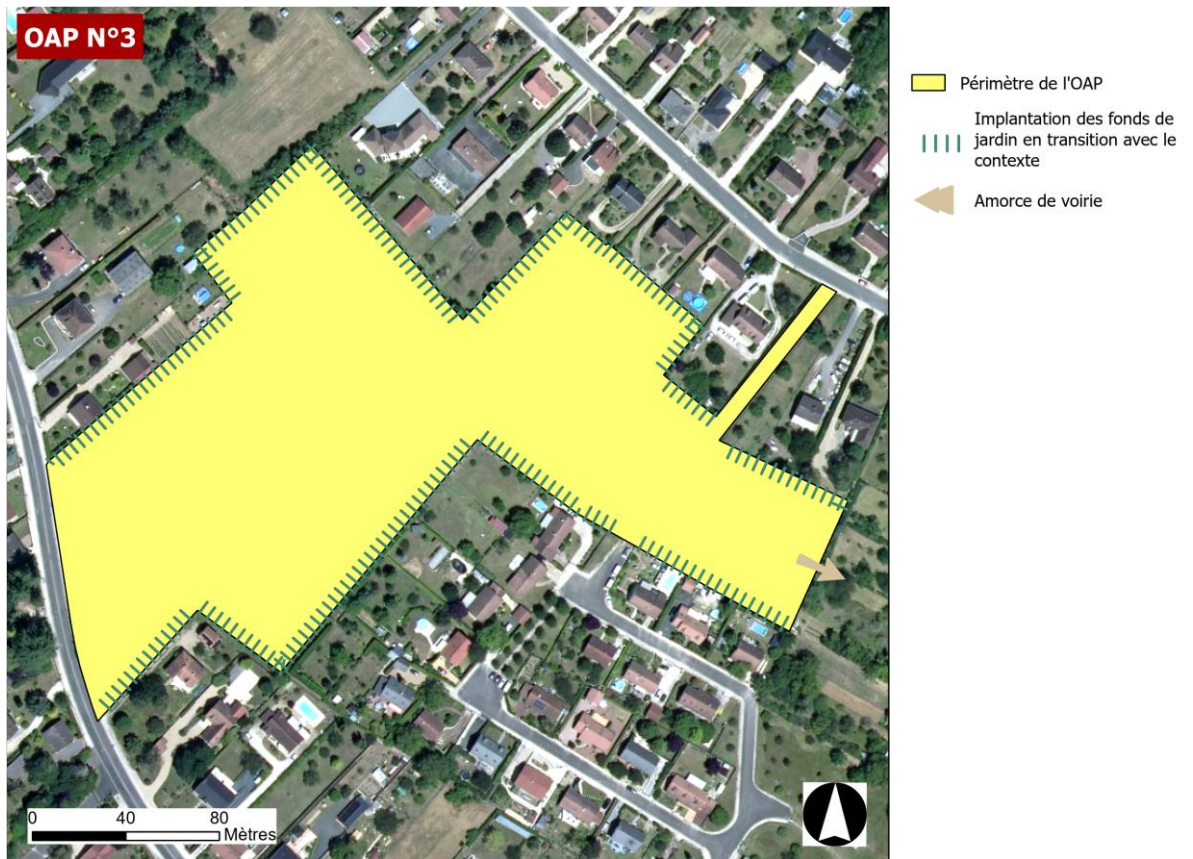 OAP N°3
Périmètre de l'OAP
Implantation des fonds de
jardin en transition avec le
contexte
Amorce de voirie
0 40 80
Mètres